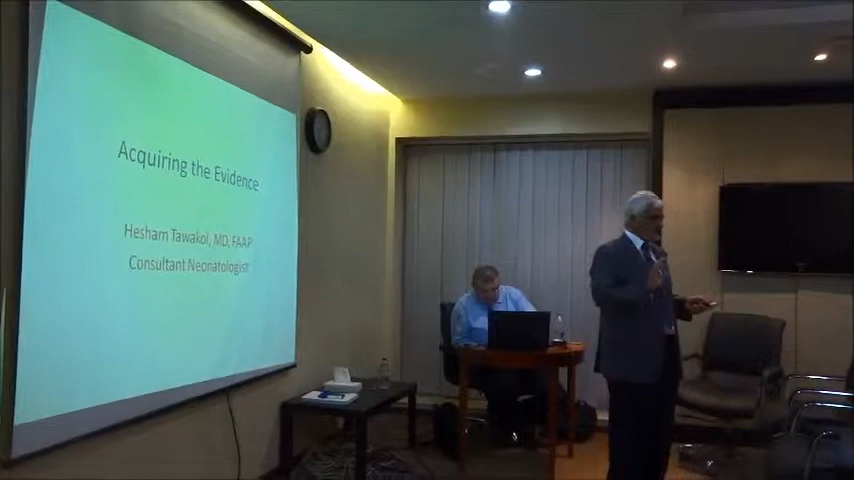 Acquiring the Evidence
Hesham Tawakol, MD, FAAP
Consultant Neonatologist